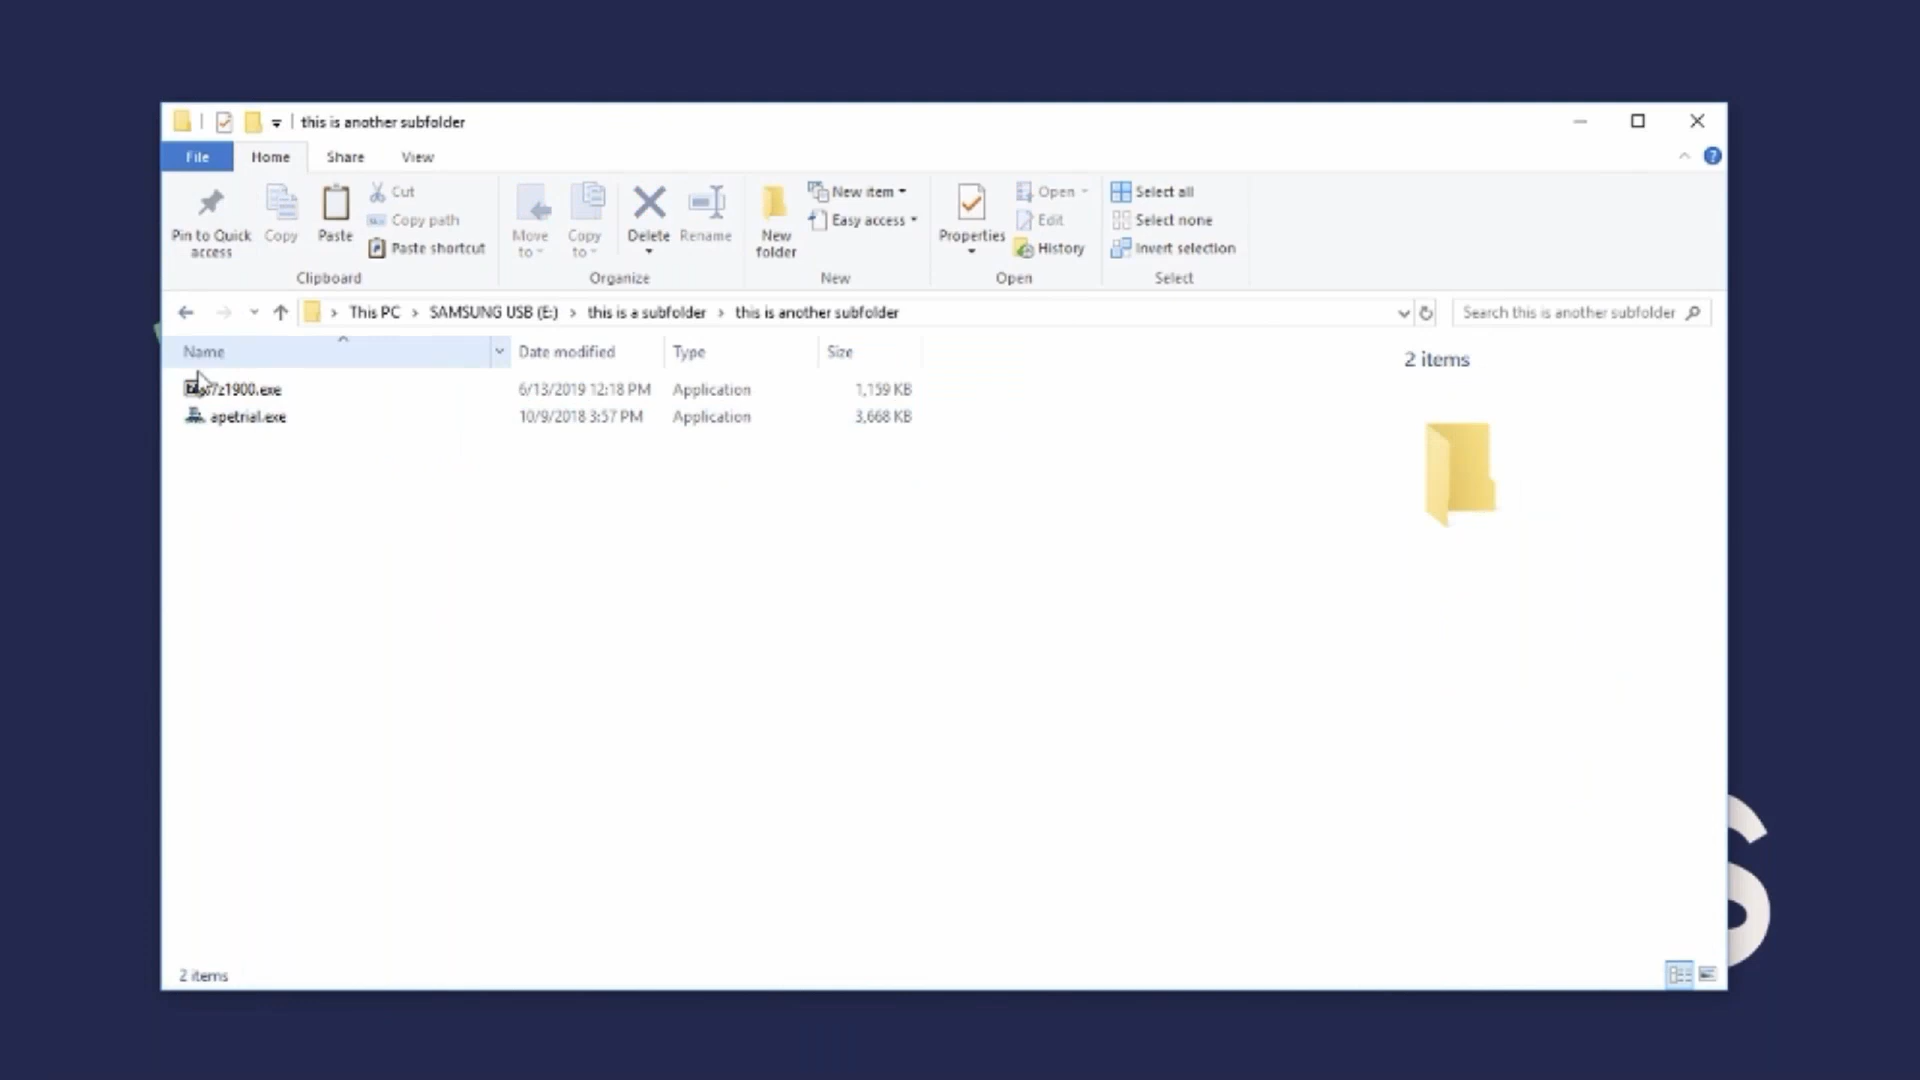 this is another subfolder
File Home Share View
Pin to Quick access
Copy
Paste
Cut
Copy path
Paste shortcut
Clipboard
Move to
Copy to
Delete
Rename
Organize
New folder
New item
Easy access
New
Properties
Open
Edit
History
Open
Select all
Select none
Invert selection
Select
This PC > SAMSUNG USB (E:) > this is a subfolder > this is another subfolder
Search this is another subfolder
Name Date modified Type Size
6/13/2019 12:18 PM Application 1,159 KB
apetrial.exe 10/9/2018 3:57 PM Application 3,668 KB
2 items
2 items
S